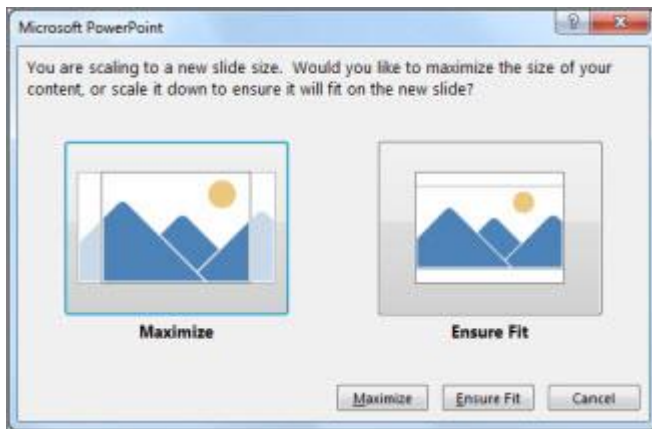 Microsoft PowerPoint
You are scaling to a new slide size. Would you like to maximize the size of your
content, or scale it down to ensure it will fit on the new slide?
Maximize
Ensure Fit
Maximize
Ensure Fit
Cancel